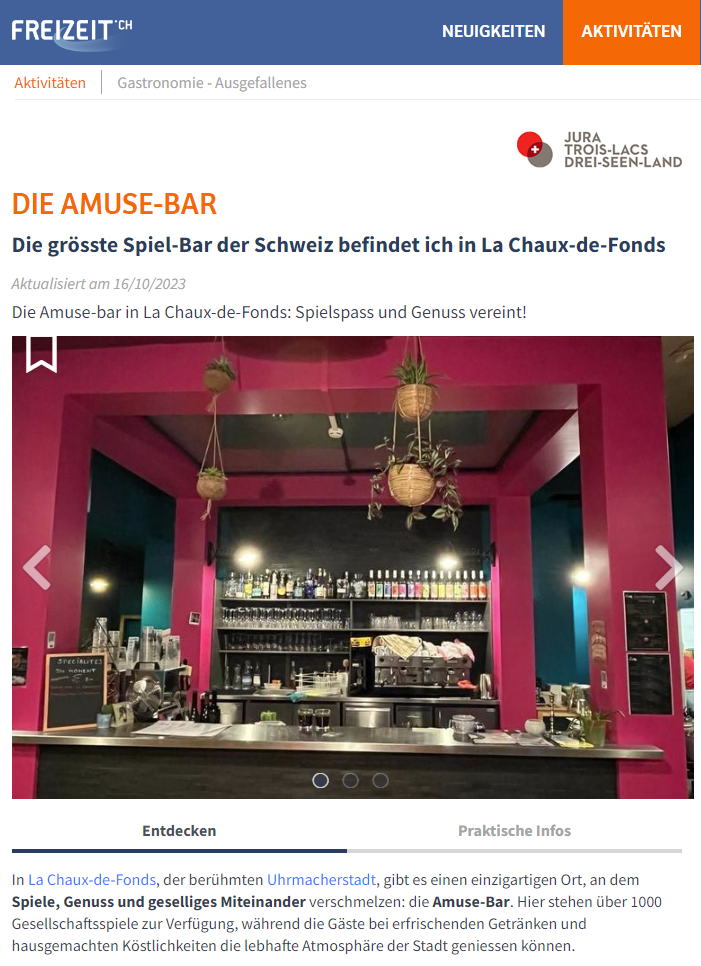 FREIZEIT.CH
NEUIGKEITEN
AKTIVITÄTEN
Aktivitäten
Gastronomie - Ausgefallenes
JURA
TROIS-LACS
DREI-SEEN-LAND
DIE AMUSE-BAR
Die grösste Spiel-Bar der Schweiz befindet ich in La Chaux-de-Fonds
Aktualisiert am 16/10/2023
Die Amuse-bar in La Chaux-de-Fonds: Spielspass und Genuss vereint!
SPECIALITES
DU MOMENT
Entdecken
Praktische Infos
In La Chaux-de-Fonds, der berühmten Uhrmacherstadt, gibt es einen einzigartigen Ort, an dem
Spiele, Genuss und geselliges Miteinander verschmelzen: die Amuse-Bar. Hier stehen über 1000
Gesellschaftsspiele zur Verfügung, während die Gäste bei erfrischenden Getränken und
hausgemachten Köstlichkeiten die lebhafte Atmosphäre der Stadt geniessen können.